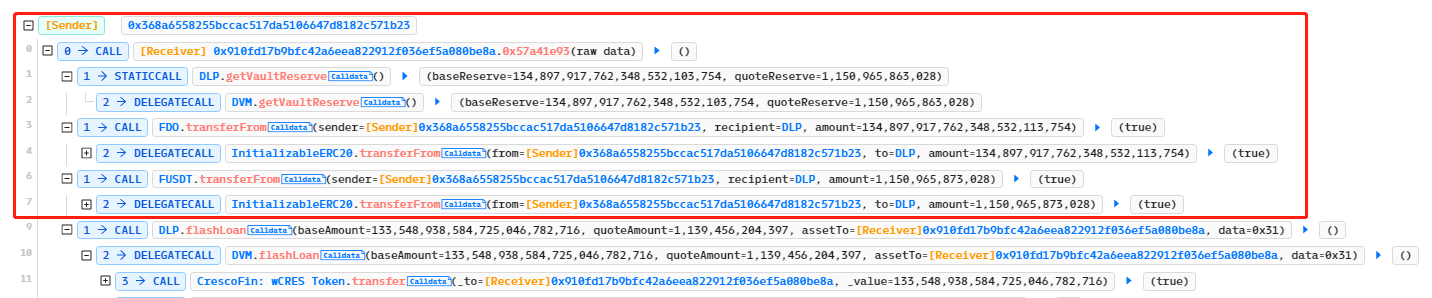 [Sender] 0x368a6558255bccac517da5106647d8182c571b23
0 0 → CALL [Receiver] 0x910fd17b9bfc42a6eea822912f036ef5a080be8a.0x57a41e93(raw data) ()
1 1 → STATICCALL DLP.getVaultReserve Calldata () (baseReserve=134,897,917,762,348,532,103,754, quoteReserve=1,150,965,863,028)
2 2 → DELEGATECALL DVM.getVaultReserve Calldata () (baseReserve=134,897,917,762,348,532,103,754, quoteReserve=1,150,965,863,028)
3 1 → CALL FDO.transferFrom Calldata (sender=[Sender]0x368a6558255bccac517da5106647d8182c571b23, recipient=DLP, amount=134,897,917,762,348,532,113,754) (true)
4 2 → DELEGATECALL InitializableERC20.transferFrom Calldata (from=[Sender]0x368a6558255bccac517da5106647d8182c571b23, to=DLP, amount=134,897,917,762,348,532,113,754) (true)
6 1 → CALL FUSDT.transferFrom Calldata (sender=[Sender]0x368a6558255bccac517da5106647d8182c571b23, recipient=DLP, amount=1,150,965,873,028) (true)
7 2 → DELEGATECALL InitializableERC20.transferFrom Calldata (from=[Sender]0x368a6558255bccac517da5106647d8182c571b23, to=DLP, amount=1,150,965,873,028) (true)
9 1 → CALL DLP.flashLoan Calldata (baseAmount=133,548,938,584,725,046,782,716, quoteAmount=1,139,456,204,397, assetTo=[Receiver]0x910fd17b9bfc42a6eea822912f036ef5a080be8a, data=0x31) ()
10 2 → DELEGATECALL DVM.flashLoan Calldata (baseAmount=133,548,938,584,725,046,782,716, quoteAmount=1,139,456,204,397, assetTo=[Receiver]0x910fd17b9bfc42a6eea822912f036ef5a080be8a, data=0x31) ()
11 3 → CALL CrescoFin: wCRES Token.transfer Calldata (_to=[Receiver]0x910fd17b9bfc42a6eea822912f036ef5a080be8a, _value=133,548,938,584,725,046,782,716) (true)